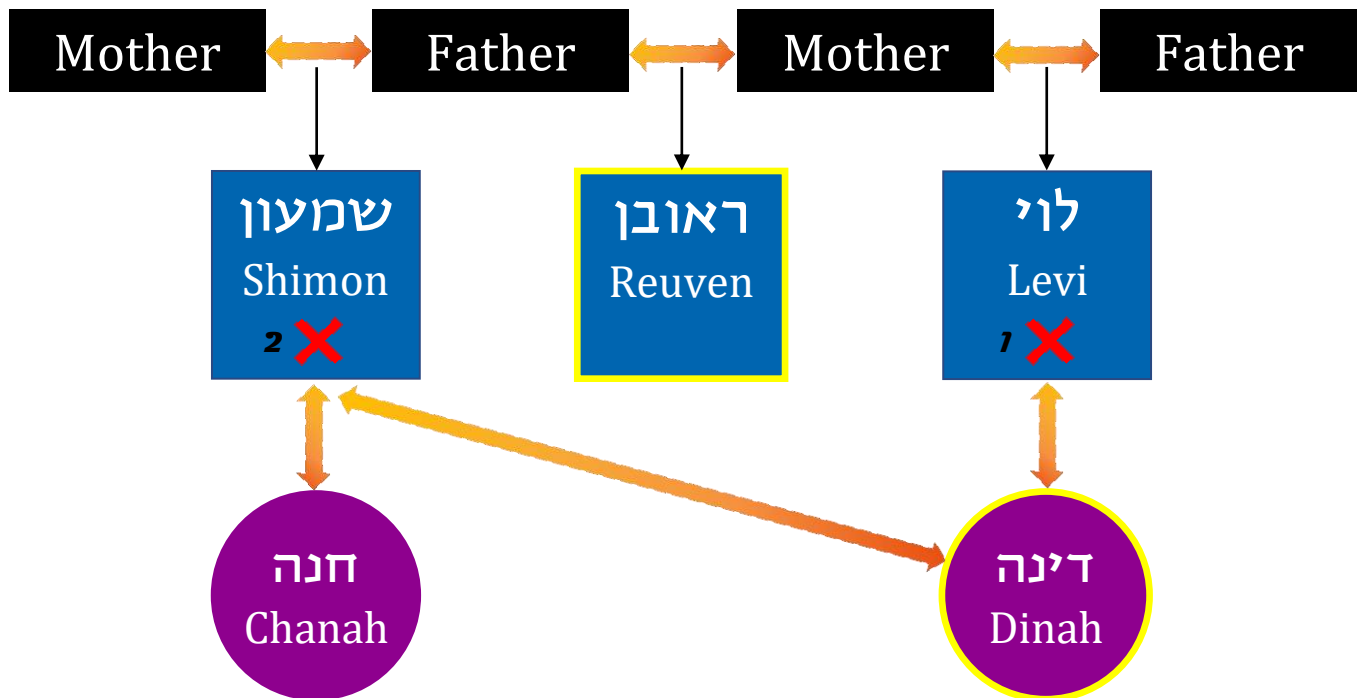 Mother Father Mother Father
שמעון
Shimon
2
ראובן
Reuven
לוי
Levi
1
חנה
Chanah
דינה
Dinah